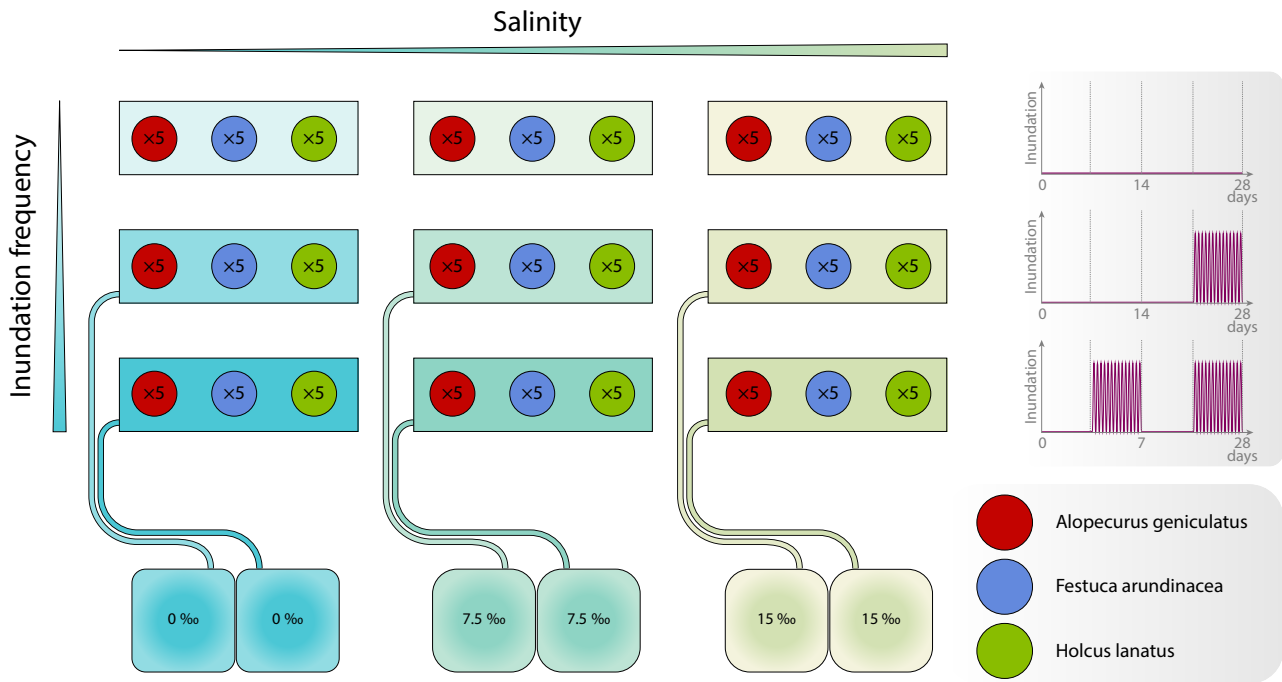 Salinity
Inundation frequency
×5 ×5 ×5 ×5 ×5 ×5 ×5 ×5 ×5
×5 ×5 ×5 ×5 ×5 ×5 ×5 ×5 ×5
×5 ×5 ×5 ×5 ×5 ×5 ×5 ×5 ×5
0 ‰ 0 ‰ 7.5 ‰ 7.5 ‰ 15 ‰ 15 ‰
Inundation
0 14 28
days
Inundation
0 14 28
days
Inundation
0 7 28
days
Alopecurus geniculatus
Festuca arundinacea
Holcus lanatus